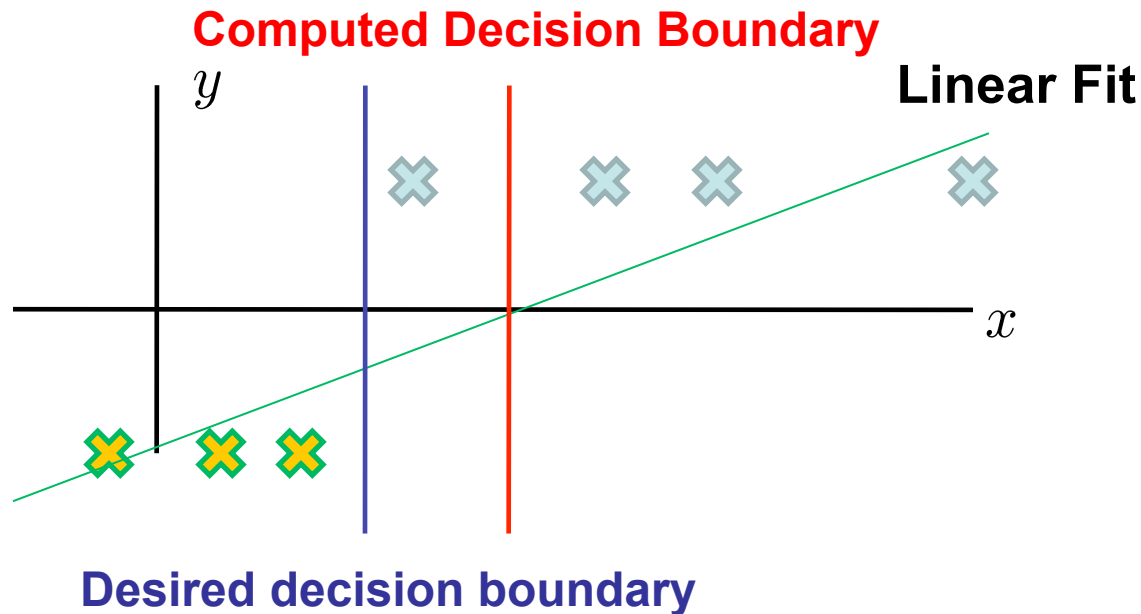 Computed Decision Boundary
y
Linear Fit
x
Desired decision boundary